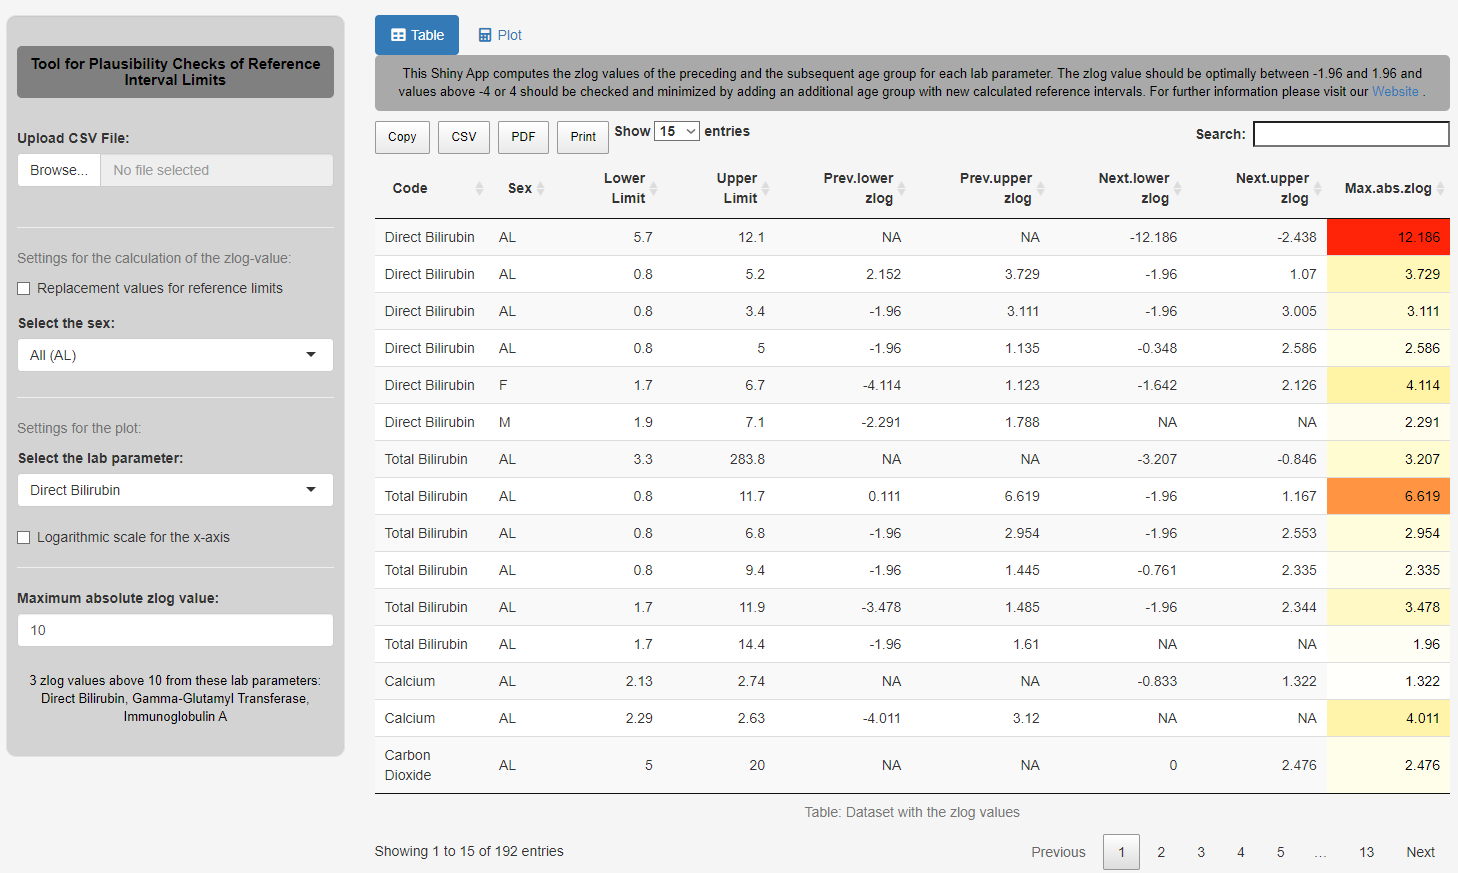 Tool for Plausibility Checks of Reference
Interval Limits
Upload CSV File:
Browse... No file selected
Settings for the calculation of the zlog-value:
Replacement values for reference limits
Select the sex:
All (AL)
Settings for the plot:
Select the lab parameter:
Direct Bilirubin
Logarithmic scale for the x-axis
Maximum absolute zlog value:
10
3 zlog values above 10 from these lab parameters:
Direct Bilirubin, Gamma-Glutamyl Transferase,
Immunoglobulin A
Table Plot
This Shiny App computes the zlog values of the preceding and the subsequent age group for each lab parameter. The zlog value should be optimally between -1.96 and 1.96 and
values above -4 or 4 should be checked and minimized by adding an additional age group with new calculated reference intervals. For further information please visit our Website .
Copy CSV PDF Print Show 15 entries Search:
Code Sex Lower Limit Upper Limit Prev.lower zlog Prev.upper zlog Next.lower zlog Next.upper zlog Max.abs.zlog
Direct Bilirubin AL 5.7 12.1 NA NA -12.186 -2.438 12.186
Direct Bilirubin AL 0.8 5.2 2.152 3.729 -1.96 1.07 3.729
Direct Bilirubin AL 0.8 3.4 -1.96 3.111 -1.96 3.005 3.111
Direct Bilirubin AL 0.8 5 -1.96 1.135 -0.348 2.586 2.586
Direct Bilirubin F 1.7 6.7 -4.114 1.123 -1.642 2.126 4.114
Direct Bilirubin M 1.9 7.1 -2.291 1.788 NA NA 2.291
Total Bilirubin AL 3.3 283.8 NA NA -3.207 -0.846 3.207
Total Bilirubin AL 0.8 11.7 0.111 6.619 -1.96 1.167 6.619
Total Bilirubin AL 0.8 6.8 -1.96 2.954 -1.96 2.553 2.954
Total Bilirubin AL 0.8 9.4 -1.96 1.445 -0.761 2.335 2.335
Total Bilirubin AL 1.7 11.9 -3.478 1.485 -1.96 2.344 3.478
Total Bilirubin AL 1.7 14.4 -1.96 1.61 NA NA 1.96
Calcium AL 2.13 2.74 NA NA -0.833 1.322 1.322
Calcium AL 2.29 2.63 -4.011 3.12 NA NA 4.011
Carbon Dioxide AL 5 20 NA NA 0 2.476 2.476
Table: Dataset with the zlog values
Showing 1 to 15 of 192 entries Previous 1 2 3 4 5 … 13 Next